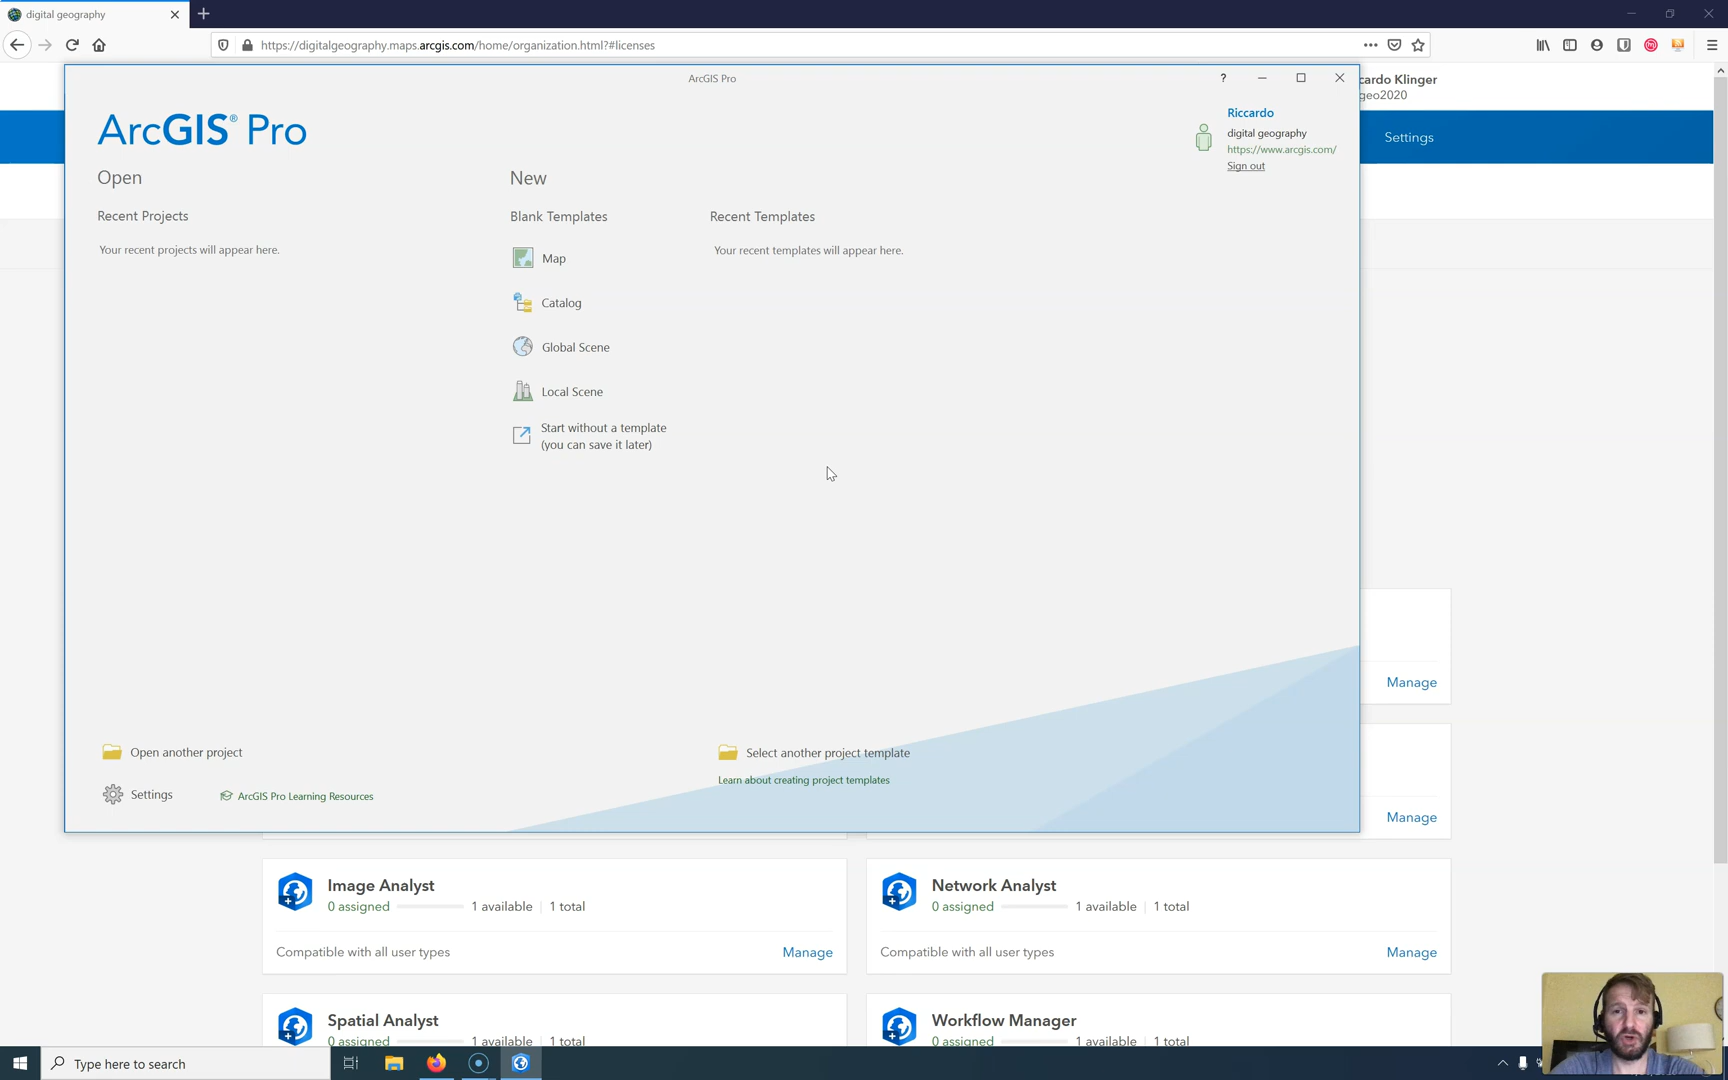 digital geography
https://digitalgeography.maps.arcgis.com/home/organization.html?#licenses
ArcGIS Pro
?
cardo Klinger
geo2020
Settings
ArcGIS® Pro
Riccardo
digital geography
https://www.arcgis.com/
Sign out
Open
New
Recent Projects
Blank Templates
Recent Templates
Your recent projects will appear here.
Your recent templates will appear here.
Map
Catalog
Global Scene
Local Scene
Start without a template
(you can save it later)
Manage
Open another project
Select another project template
Learn about creating project templates
Settings
ArcGIS Pro Learning Resources
Manage
Image Analyst
0 assigned 1 available | 1 total
Compatible with all user types
Manage
Network Analyst
0 assigned 1 available | 1 total
Compatible with all user types
Manage
Spatial Analyst
0 assigned 1 available | 1 total
Workflow Manager
0 assigned 1 available | 1 total
Type here to search